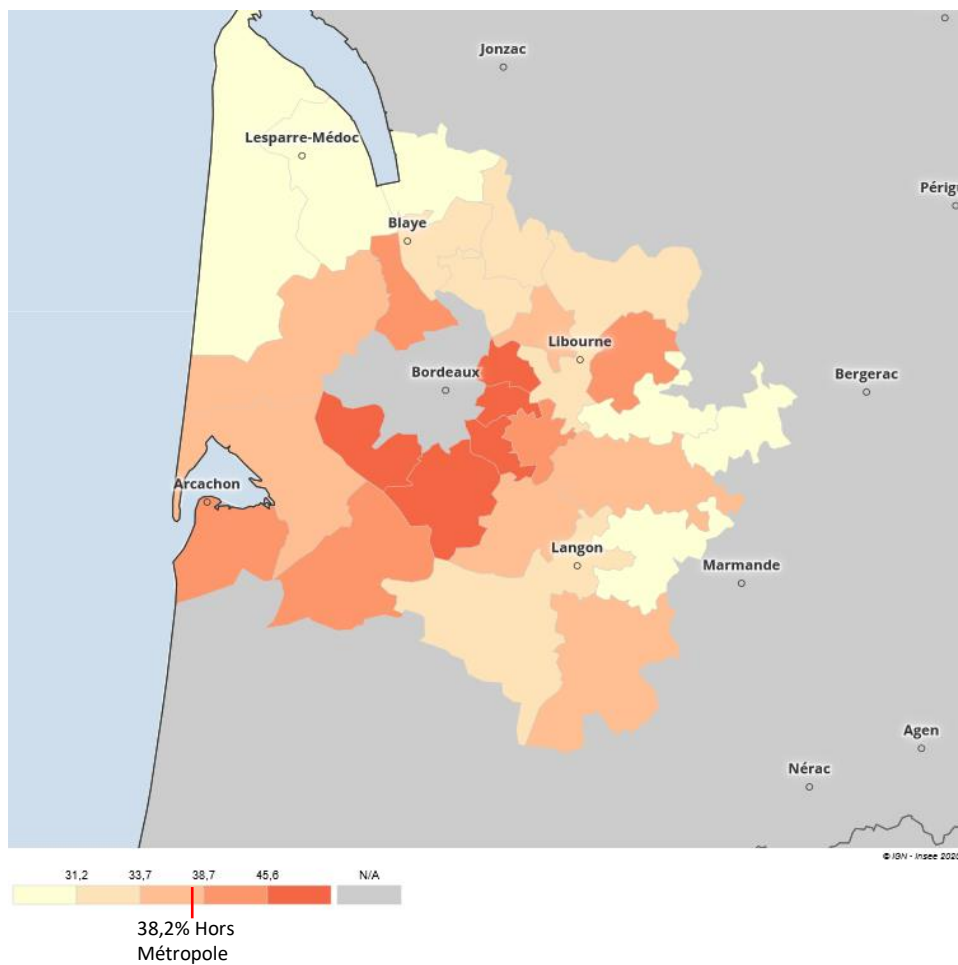 Jonzac
Lesparre-Médoc
Périgu
Blaye
Libourne
Bordeaux
Bergerac
Arcachon
Langon
Marmande
Agen
Nérac
© IGN - Insee 2020
31,2 33,7 38,7 45,6 N/A
38,2% Hors
Métropole